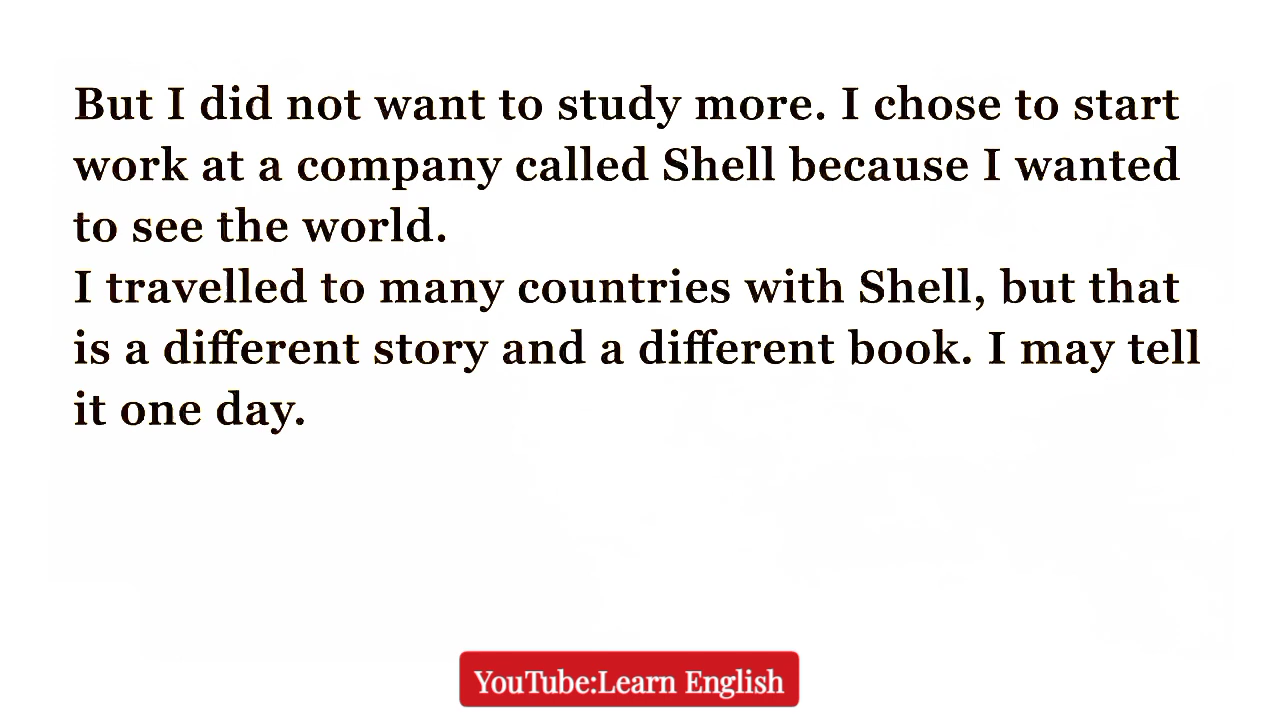 But I did not want to study more. I chose to start
work at a company called Shell because I wanted
to see the world.
I travelled to many countries with Shell, but that
is a different story and a different book. I may tell
it one day.
YouTube:Learn English